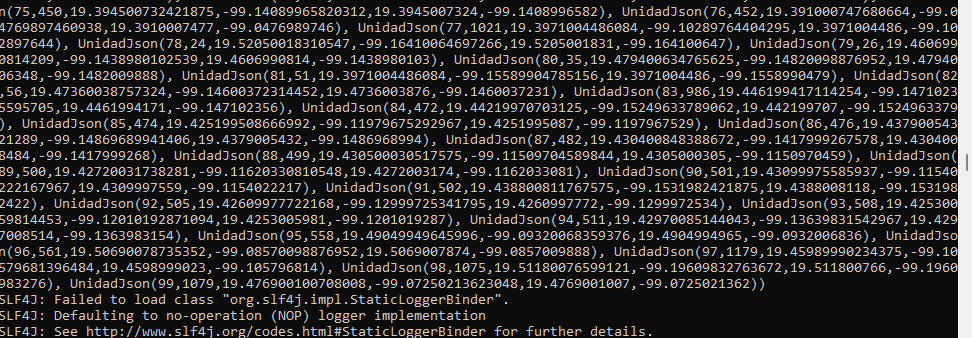 (75,450,19.394500732421875,-99.14089965820312,19.3945007324,-99.1408996582), UnidadJson(76,452,19.391000747680664,-99.0
4769897460938,19.3910007477,-99.0476989746), UnidadJson(77,1021,19.3971004486084,-99.10289764404295,19.3971004486,-99.10
2897644), UnidadJson(78,24,19.52050018310547,-99.16410064697266,19.5205001831,-99.164100647), UnidadJson(79,26,19.460699
0814209,-99.1438980102539,19.4606990814,-99.1438980103), UnidadJson(80,35,19.479400634765625,-99.14820098876952,19.47940
06348,-99.1482009888), UnidadJson(81,51,19.3971004486084,-99.15589904785156,19.3971004486,-99.1558990479), UnidadJson(82
,56,19.47360038757324,-99.14600372314452,19.4736003876,-99.1460037231), UnidadJson(83,986,19.446199417114254,-99.1471023
5595705,19.4461994171,-99.147102356), UnidadJson(84,472,19.44219970703125,-99.15249633789062,19.442199707,-99.1524963379
), UnidadJson(85,474,19.425199508666992,-99.11979675292967,19.4251995087,-99.1197967529), UnidadJson(86,476,19.437900543
21289,-99.14869689941406,19.4379005432,-99.1486968994), UnidadJson(87,482,19.430400848388672,-99.1417999267578,19.430400
8484,-99.1417999268), UnidadJson(88,499,19.430500030517575,-99.11509704589844,19.4305000305,-99.1150970459), UnidadJson(
89,500,19.42720031738281,-99.11620330810548,19.4272003174,-99.1162033081), UnidadJson(90,501,19.43099975585937,-99.11540
222167967,19.4309997559,-99.1154022217), UnidadJson(91,502,19.438800811767575,-99.1531982421875,19.4388008118,-99.153198
2422), UnidadJson(92,505,19.42609977722168,-99.12999725341795,19.4260997772,-99.1299972534), UnidadJson(93,508,19.425300
59814453,-99.12010192871094,19.4253005981,-99.1201019287), UnidadJson(94,511,19.42970085144043,-99.13639831542967,19.429
7008514,-99.1363983154), UnidadJson(95,558,19.49049949645996,-99.0932006835937​6,19.4904994965,-99.0932006836), UnidadJso
n(96,561,19.50690078735352,-99.08570098876952,19.5069007874,-99.0857009888), UnidadJson(97,1179,19.45989990234375,-99.10
579681396484,19.4598999023,-99.105796814), UnidadJson(98,1075,19.51180076599121,-99.19609832763672,19.511800766,-99.1960
983276), UnidadJson(99,1079,19.476900100708008,-99.07250213623048,19.4769001007,-99.0725021362))
SLF4J: Failed to load class "org.slf4j.impl.StaticLoggerBinder".
SLF4J: Defaulting to no-operation (NOP) logger implementation
SLF4J: See http://www.slf4j.org/codes.html#StaticLoggerBinder for further details.